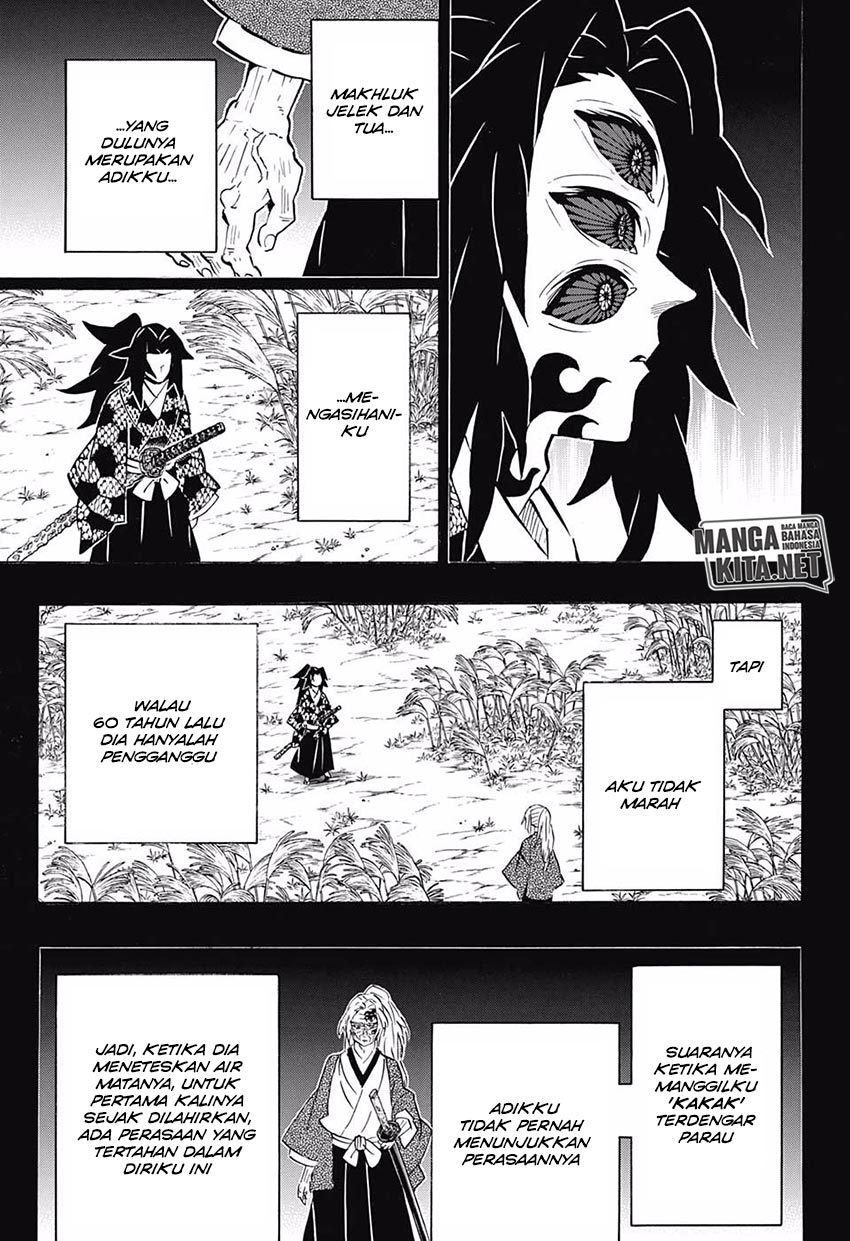 MAKHLUK
JELEK DAN
TUA...
...YANG
DULUNYA
MERUPAKAN
ADIKKU...
...ME-
NGASIHANI-
KU
MANGA
KITA.NET
BACA MANGA
BAHASA
INDONESIA
TAPI
AKU TIDAK
MARAH
WALAU
60 TAHUN LALU
DIA HANYALAH
PENGGANGGU
SUARANYA
KETIKA ME-
MANGGILKU
'KAKAK'
TERDENGAR
PARAU
ADIKKU
TIDAK PERNAH
MENUNJUKKAN
PERASAANNYA
JADI, KETIKA DIA
MENETESKAN AIR
MATANYA, UNTUK
PERTAMA KALINYA
SEJAK DILAHIRKAN,
ADA PERASAAN YANG
TERTAHAN DALAM
DIRIKU INI